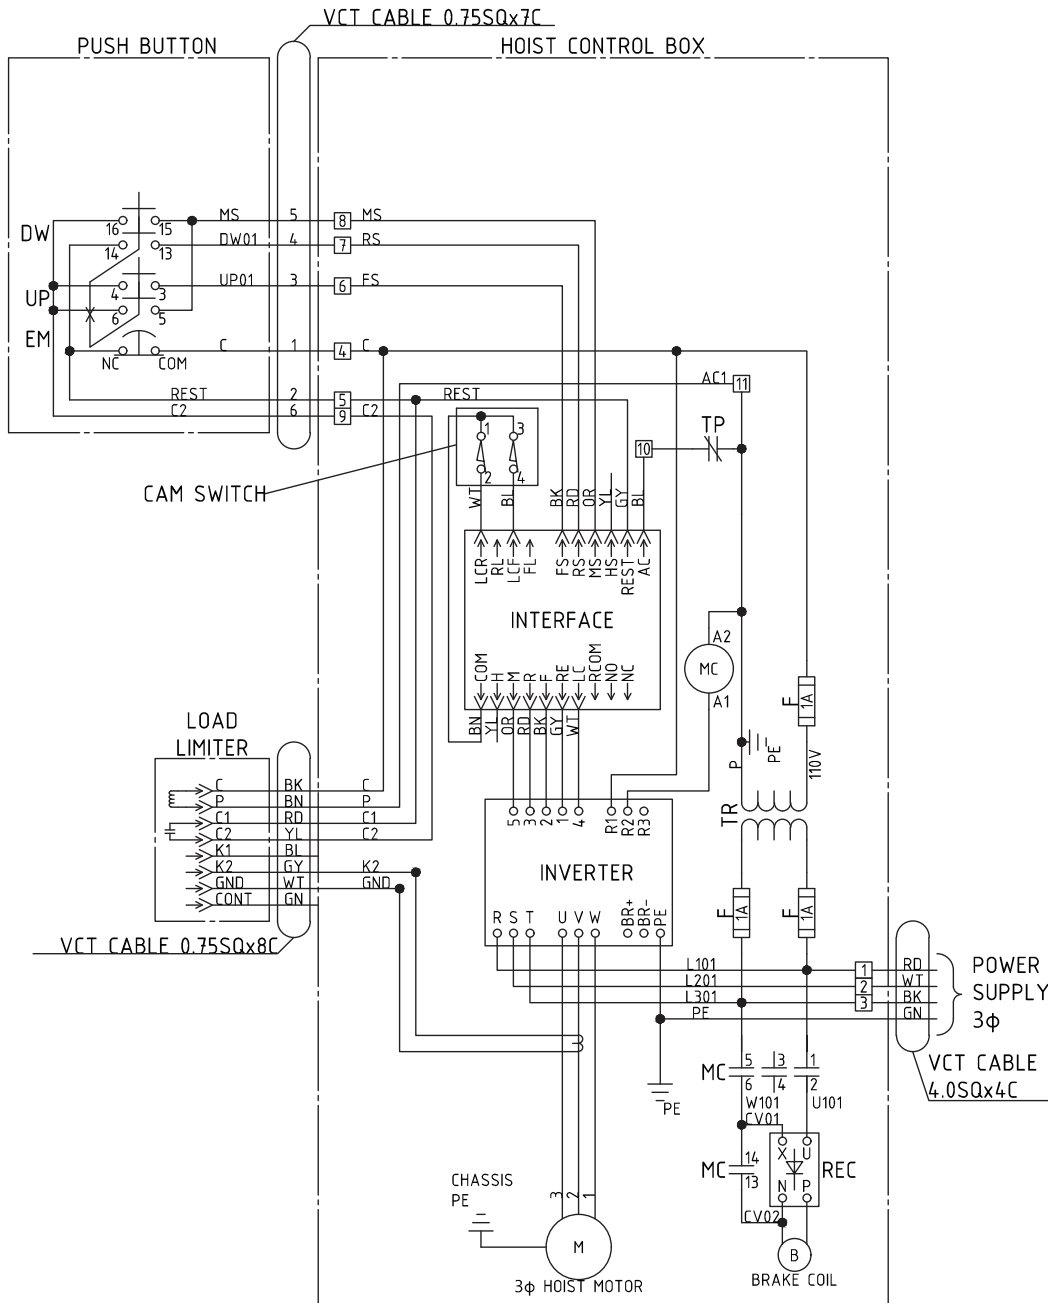 VCT CABLE 0.75SQx7C
PUSH BUTTON
HOIST CONTROL BOX
DW
16
15
MS
5
8
MS
14
13
DW01
4
7
RS
UP
4
3
UP01
3
6
FS
6
5
EM
NC
COM
C
1
4
C
REST
2
5
REST
C2
6
9
C2
AC1
11
CAM SWITCH
1
3
2
4
10
TP
WT
BL
BK
RD
OR
YL
GY
BL
LCR
RL
LCF
FL
FS
RS
MS
HS
REST
AC
INTERFACE
COM
H
M
R
F
RE
LC
RCOM
NO
NC
BN
YL
OR
RD
BK
GY
WT
A2
MC
A1
F
1A
P
PE
110V
TR
LOAD
LIMITER
C
BK
C
P
BN
P
C1
RD
C1
C2
YL
C2
K1
BL
K2
GY
K2
GND
WT
GND
CONT
GN
VCT CABLE 0.75SQx8C
5
3
2
1
4
R1
R2
R3
INVERTER
R
S
T
U
V
W
BR+
BR-
PE
F
1A
F
1A
L101
1
RD
L201
2
WT
L301
3
BK
PE
GN
POWER
SUPPLY
3φ
VCT CABLE
4.0SQx4C
PE
MC
5
6
3
4
1
2
W101
U101
CV01
MC
14
13
X
U
N
P
REC
CV02
B
BRAKE COIL
CHASSIS
PE
3
2
1
M
3φ HOIST MOTOR